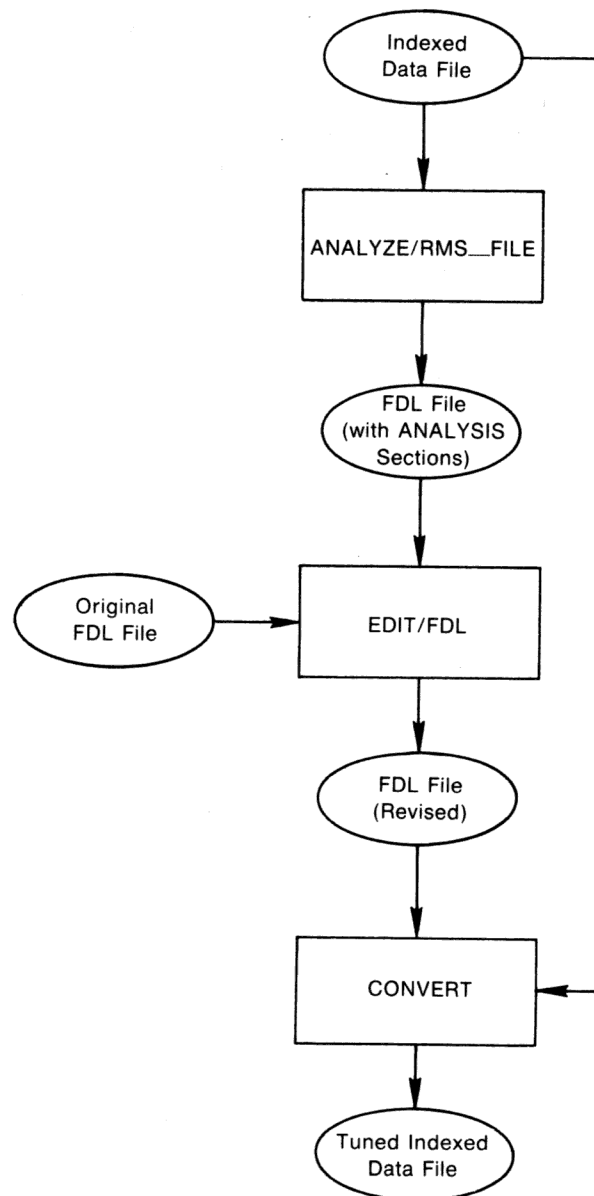 Indexed
Data File
ANALYZE/RMS__FILE
FDL File
(with ANALYSIS
Sections)
Original
FDL File
EDIT/FDL
FDL File
(Revised)
CONVERT
Tuned Indexed
Data File